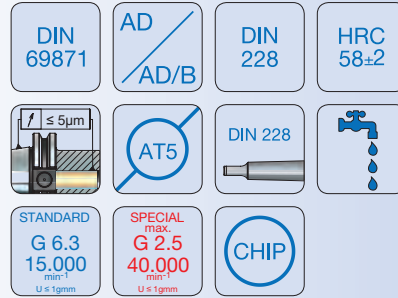 DIN
69871
AD
AD/B
DIN
228
HRC
58±2
≤ 5µm
AT5
DIN 228
STANDARD
G 6.3
15.000
min⁻¹
U ≤ 1gmm
SPECIAL
max.
G 2.5
40.000
min⁻¹
U ≤ 1gmm
CHIP